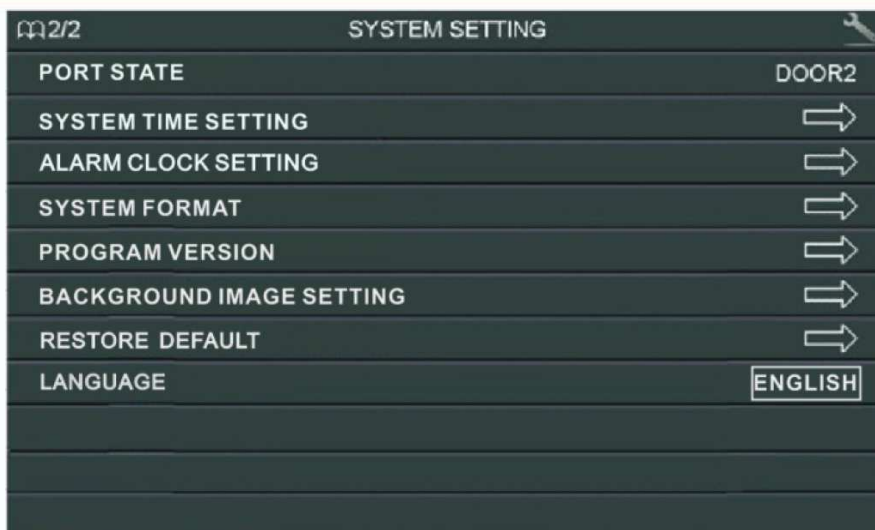 2/2 SYSTEM SETTING
PORT STATE DOOR2
SYSTEM TIME SETTING
ALARM CLOCK SETTING
SYSTEM FORMAT
PROGRAM VERSION
BACKGROUND IMAGE SETTING
RESTORE DEFAULT
LANGUAGE ENGLISH